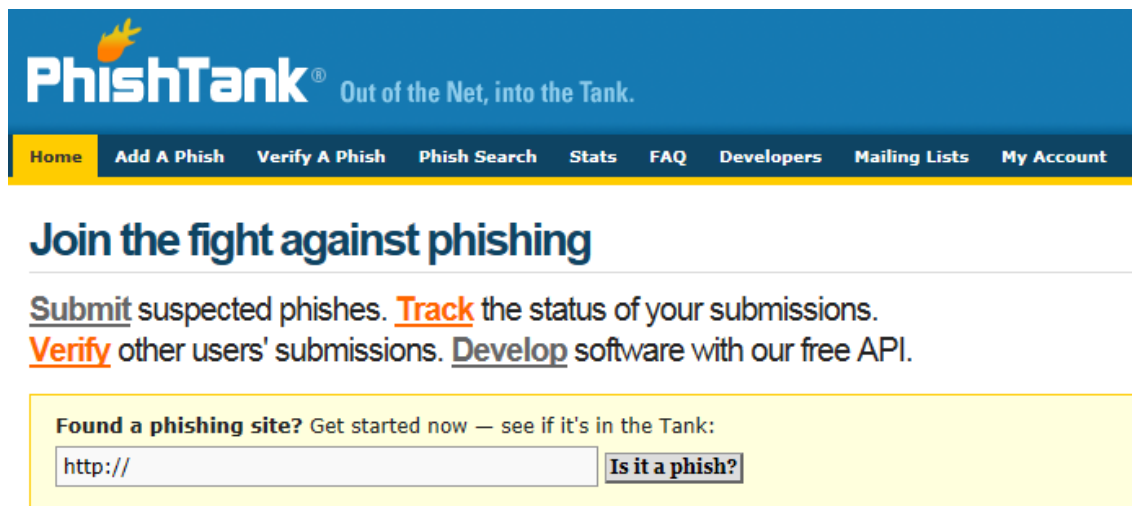 PhishTank® Out of the Net, into the Tank.
Home Add A Phish Verify A Phish Phish Search Stats FAQ Developers Mailing Lists My Account
Join the fight against phishing
Submit suspected phishes. Track the status of your submissions.
Verify other users' submissions. Develop software with our free API.
Found a phishing site? Get started now — see if it's in the Tank:
http:// Is it a phish?